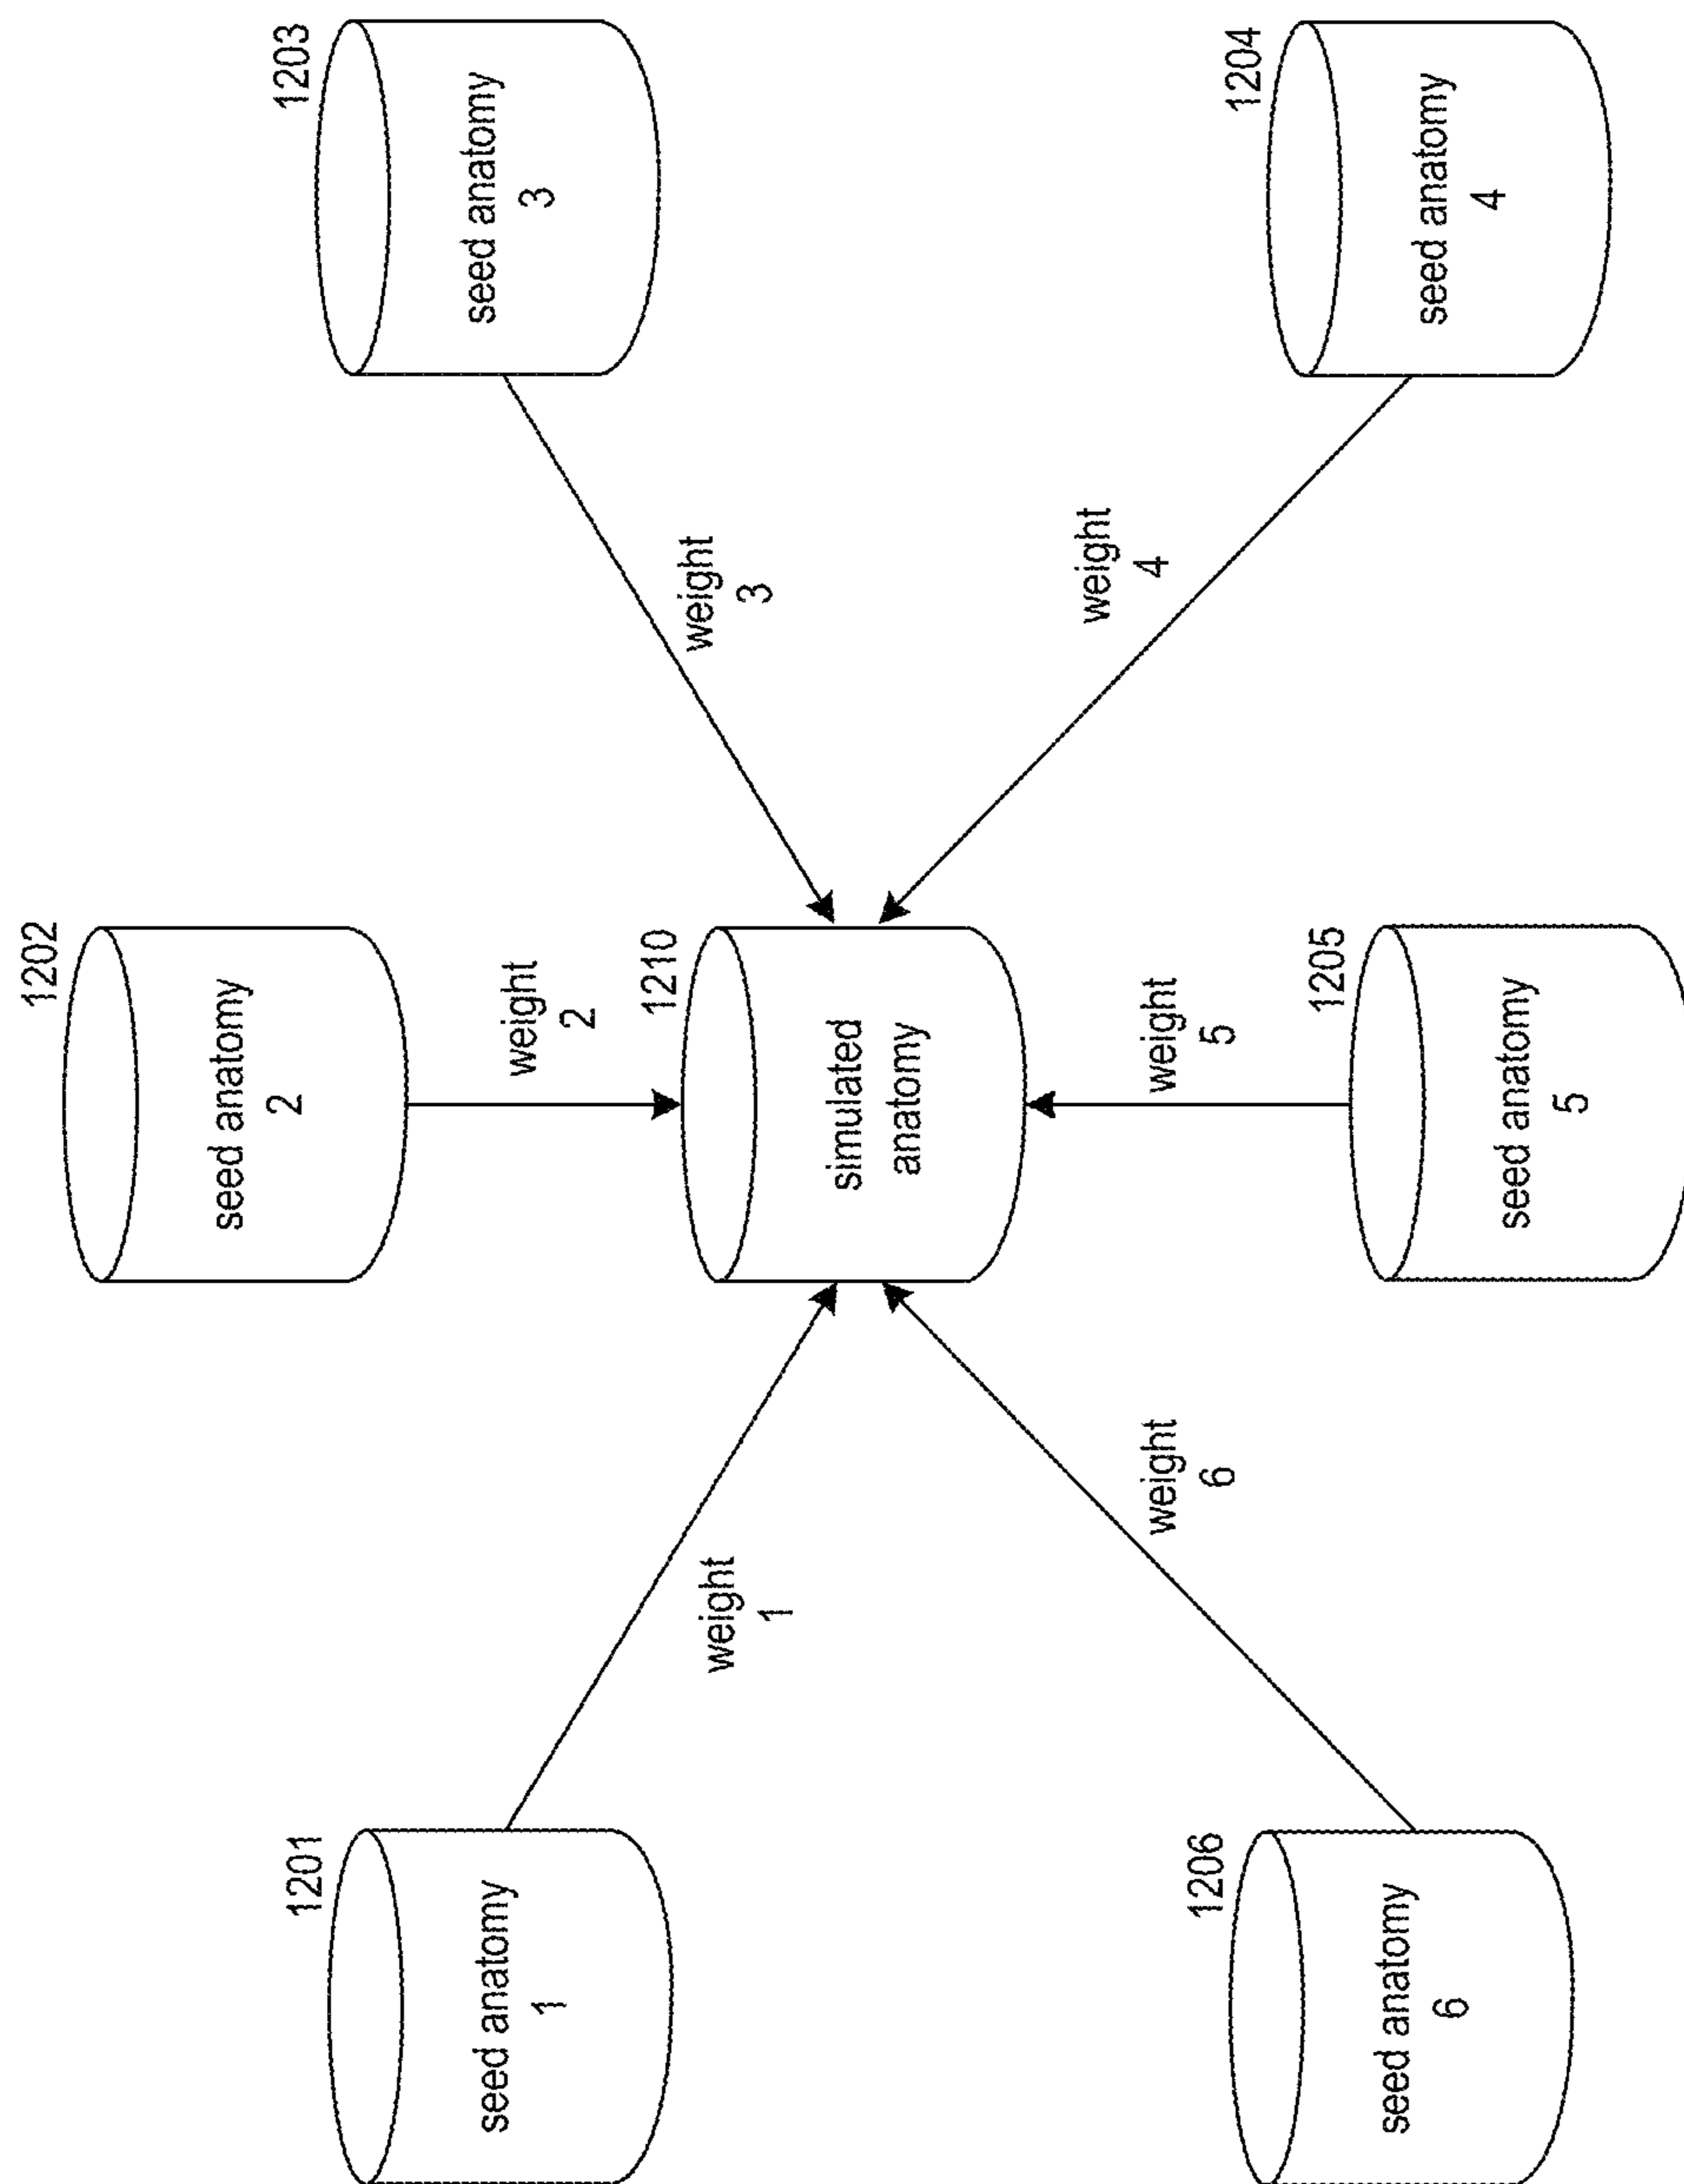 1201
seed anatomy
1
1202
seed anatomy
2
1203
seed anatomy
3
weight
1
weight
2
weight
3
1210
simulated
anatomy
weight
6
weight
5
weight
4
1206
seed anatomy
6
1205
seed anatomy
5
1204
seed anatomy
4